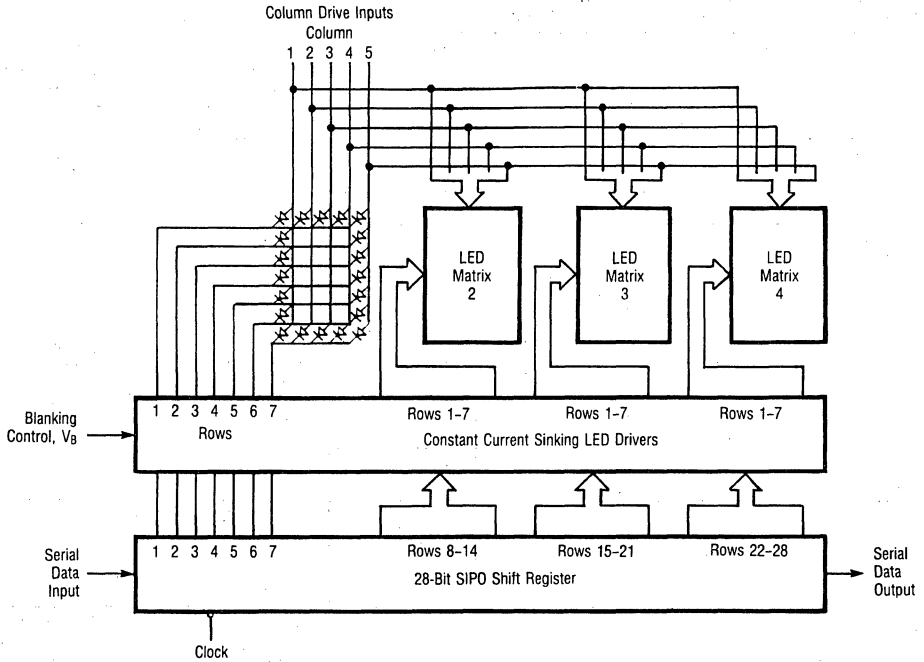 Column Drive Inputs
Column
1 2 3 4 5
LED
Matrix
2
LED
Matrix
3
LED
Matrix
4
1 2 3 4 5 6 7
Rows 1–7
Rows 1–7
Rows 1–7
Blanking
Control, VB
Rows
Constant Current Sinking LED Drivers
1 2 3 4 5 6 7
Rows 8–14
Rows 15–21
Rows 22–28
Serial
Data
Input
28-Bit SIPO Shift Register
Serial
Data
Output
Clock